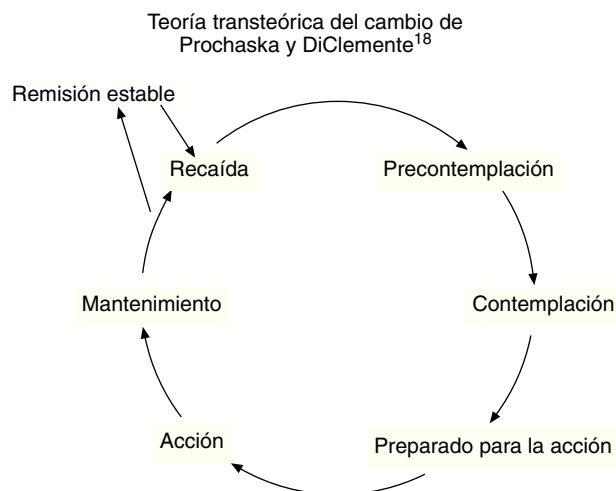 Teoría transteórica del cambio de
Prochaska y DiClemente18
Remisión estable
Recaída
Precontemplación
Mantenimiento
Contemplación
Acción
Preparado para la acción